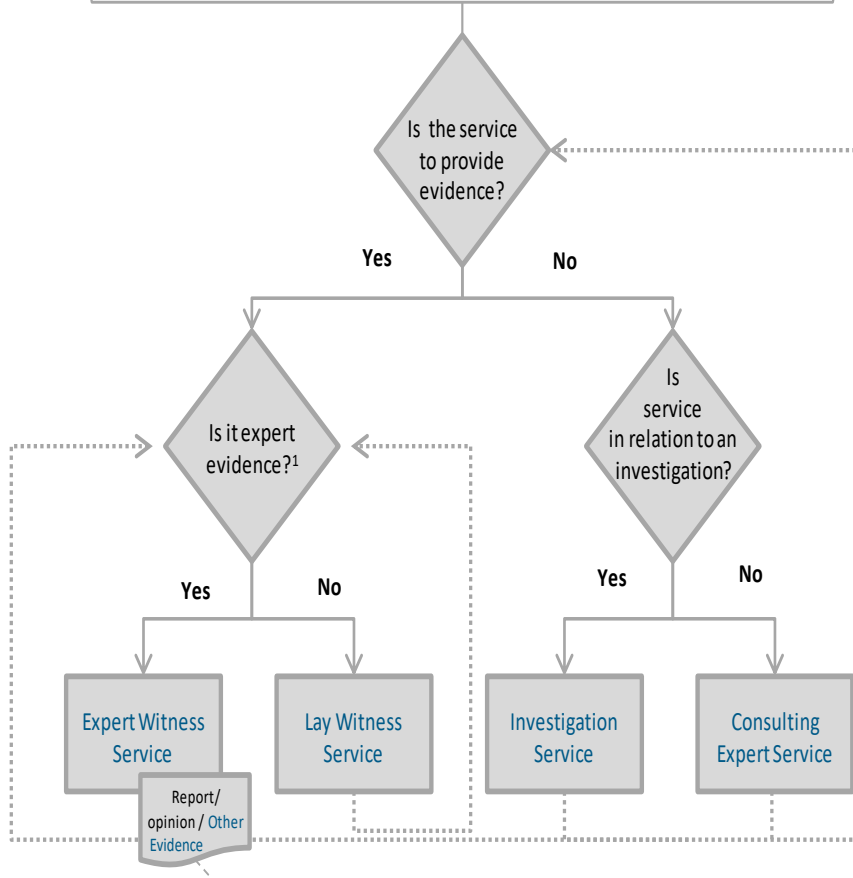 Is the service
to provide
evidence?
Yes
No
Is it expert
evidence?1
Is
service
in relation to an
investigation?
Yes
No
Yes
No
Expert Witness
Service
Lay Witness
Service
Investigation
Service
Consulting
Expert Service
Report/
opinion / Other
Evidence